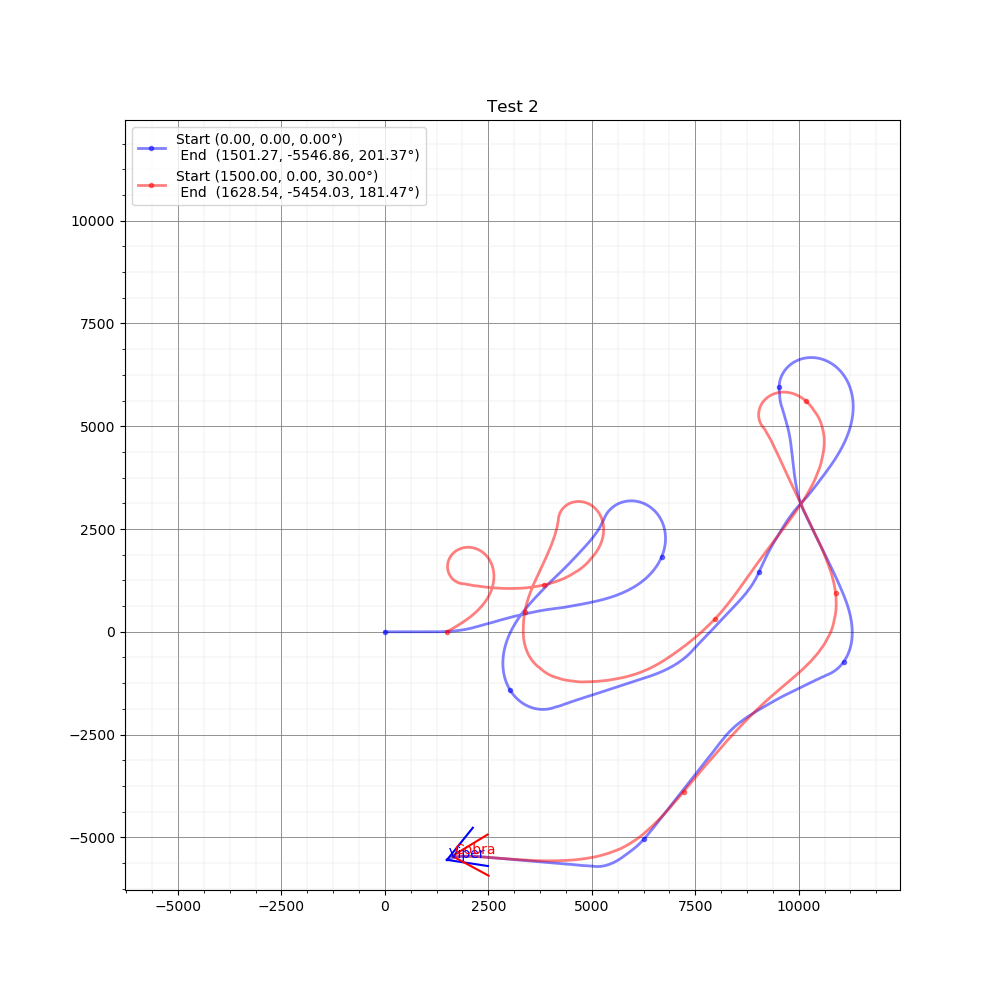 Test 2
Start (0.00, 0.00, 0.00°)
End (1501.27, -5546.86, 201.37°)
Start (1500.00, 0.00, 30.00°)
End (1628.54, -5454.03, 181.47°)
10000
7500
5000
2500
0
−2500
−5000
Cobra
Viper
−5000 −2500 0 2500 5000 7500 10000